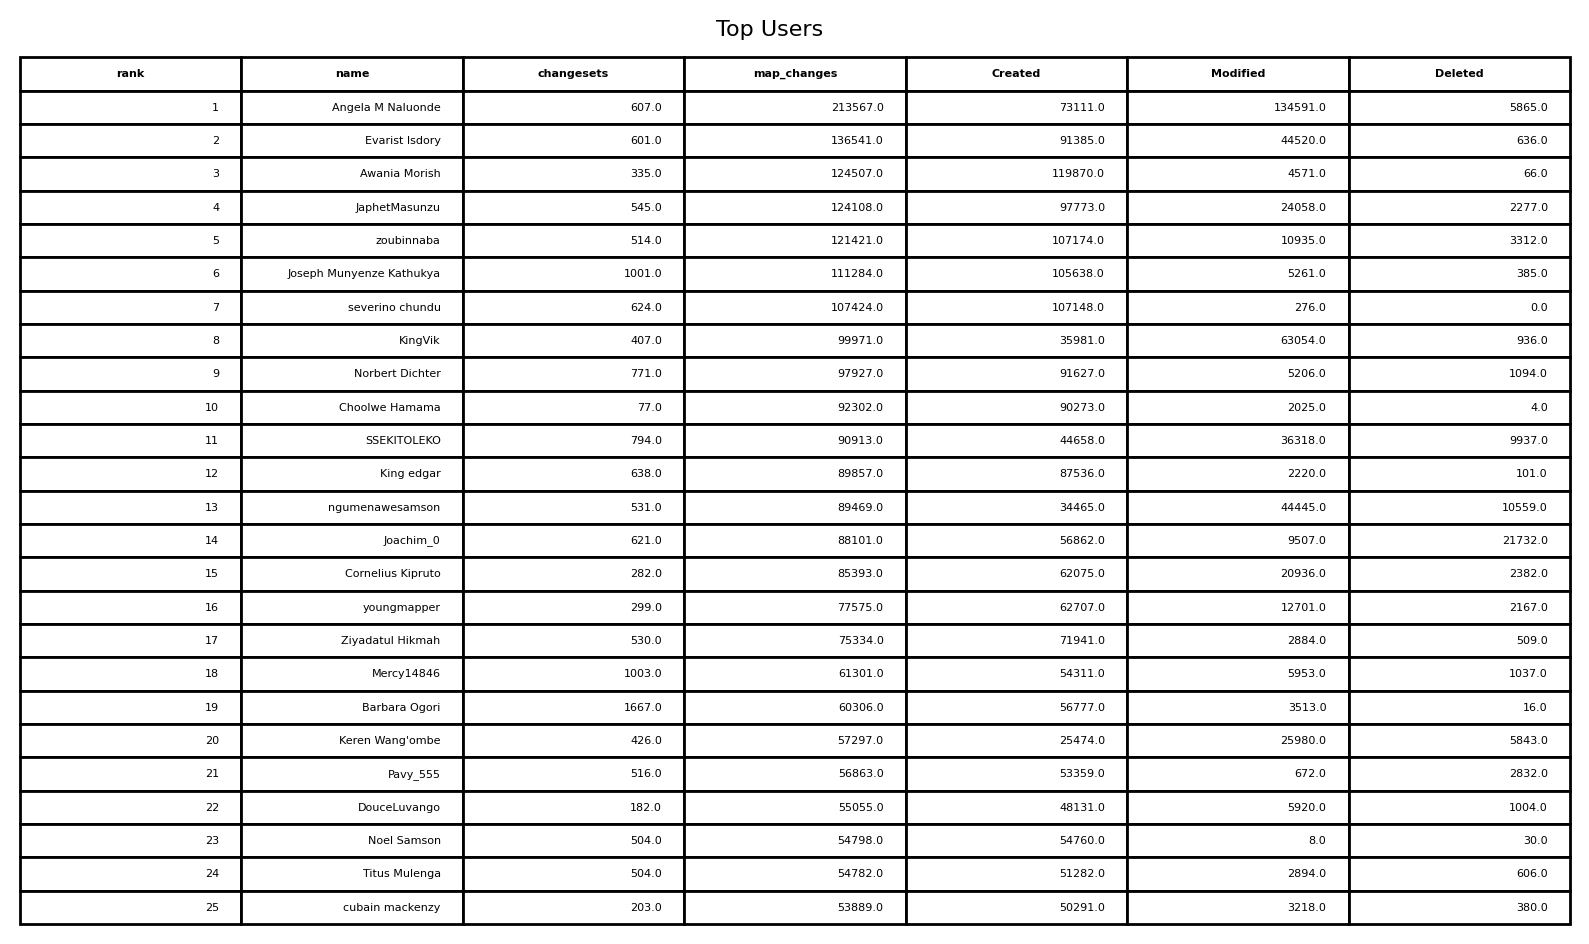 Top Users
rank name changesets map_changes Created Modified Deleted
1 Angela M Naluonde 607.0 213567.0 73111.0 134591.0 5865.0
2 Evarist Isdory 601.0 136541.0 91385.0 44520.0 636.0
3 Awania Morish 335.0 124507.0 119870.0 4571.0 66.0
4 JaphetMasunzu 545.0 124108.0 97773.0 24058.0 2277.0
5 zoubinnaba 514.0 121421.0 107174.0 10935.0 3312.0
6 Joseph Munyenze Kathukya 1001.0 111284.0 105638.0 5261.0 385.0
7 severino chundu 624.0 107424.0 107148.0 276.0 0.0
8 KingVik 407.0 99971.0 35981.0 63054.0 936.0
9 Norbert Dichter 771.0 97927.0 91627.0 5206.0 1094.0
10 Choolwe Hamama 77.0 92302.0 90273.0 2025.0 4.0
11 SSEKITOLEKO 794.0 90913.0 44658.0 36318.0 9937.0
12 King edgar 638.0 89857.0 87536.0 2220.0 101.0
13 ngumenawesamson 531.0 89469.0 34465.0 44445.0 10559.0
14 Joachim_0 621.0 88101.0 56862.0 9507.0 21732.0
15 Cornelius Kipruto 282.0 85393.0 62075.0 20936.0 2382.0
16 youngmapper 299.0 77575.0 62707.0 12701.0 2167.0
17 Ziyadatul Hikmah 530.0 75334.0 71941.0 2884.0 509.0
18 Mercy14846 1003.0 61301.0 54311.0 5953.0 1037.0
19 Barbara Ogori 1667.0 60306.0 56777.0 3513.0 16.0
20 Keren Wang'ombe 426.0 57297.0 25474.0 25980.0 5843.0
21 Pavy_555 516.0 56863.0 53359.0 672.0 2832.0
22 DouceLuvango 182.0 55055.0 48131.0 5920.0 1004.0
23 Noel Samson 504.0 54798.0 54760.0 8.0 30.0
24 Titus Mulenga 504.0 54782.0 51282.0 2894.0 606.0
25 cubain mackenzy 203.0 53889.0 50291.0 3218.0 380.0